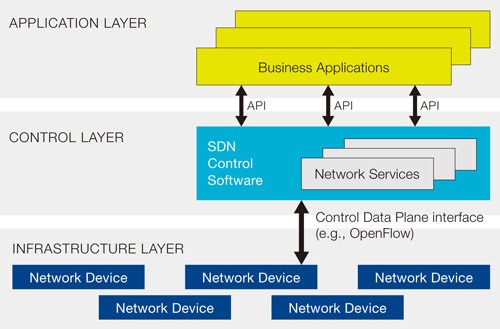 APPLICATION LAYER
Business Applications
API API API
CONTROL LAYER
SDN
Control
Software
Network Services
Control Data Plane interface
(e.g., OpenFlow)
INFRASTRUCTURE LAYER
Network Device Network Device Network Device
Network Device Network Device